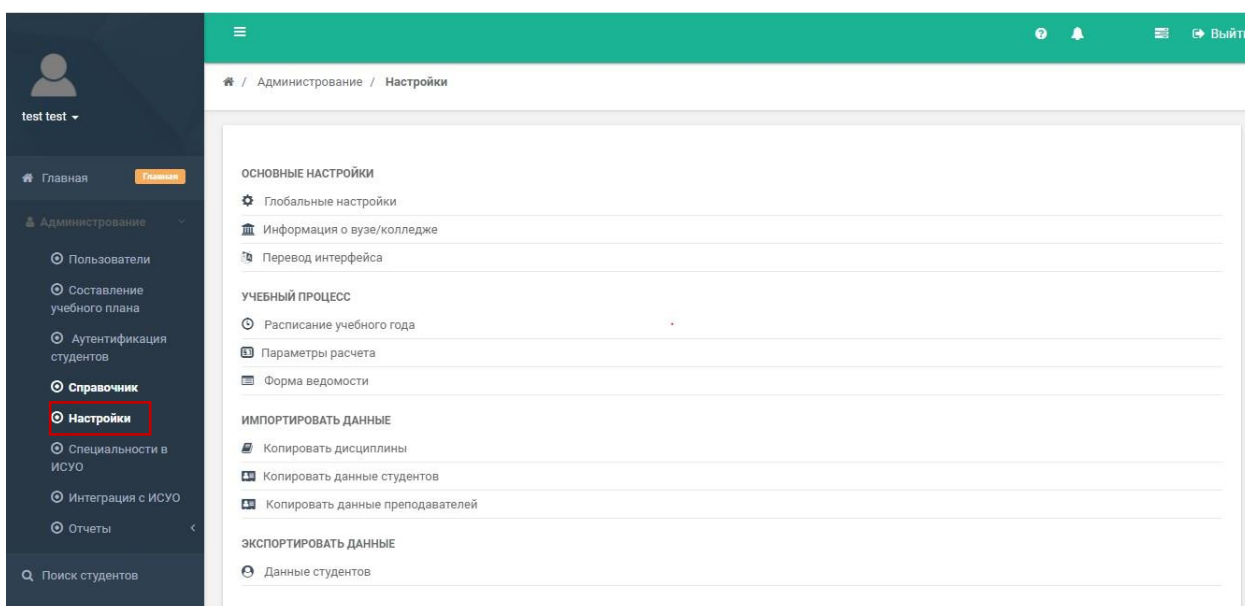 Выйти
/ Администрирование / Настройки
test test
Главная Главная
Администрирование
Пользователи
Составление
учебного плана
Аутентификация
студентов
Справочник
Настройки
Специальности в
ИСУО
Интеграция с ИСУО
Отчеты
Поиск студентов
ОСНОВНЫЕ НАСТРОЙКИ
Глобальные настройки
Информация о вузе/колледже
Перевод интерфейса
УЧЕБНЫЙ ПРОЦЕСС
Расписание учебного года
Параметры расчета
Форма ведомости
ИМПОРТИРОВАТЬ ДАННЫЕ
Копировать дисциплины
Копировать данные студентов
Копировать данные преподавателей
ЭКСПОРТИРОВАТЬ ДАННЫЕ
Данные студентов